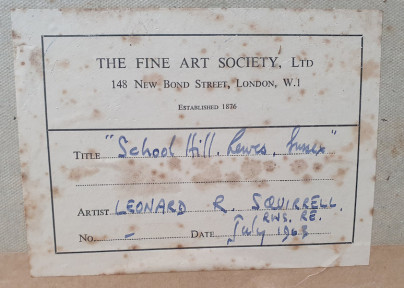 THE FINE ART SOCIETY, LTD
148 NEW BOND STREET, LONDON, W.1
ESTABLISHED 1876
TITLE "School Hill, Lewes, Sussex"
ARTIST LEONARD R. SQUIRRELL.
RWS. RE.
No. – DATE July 1963